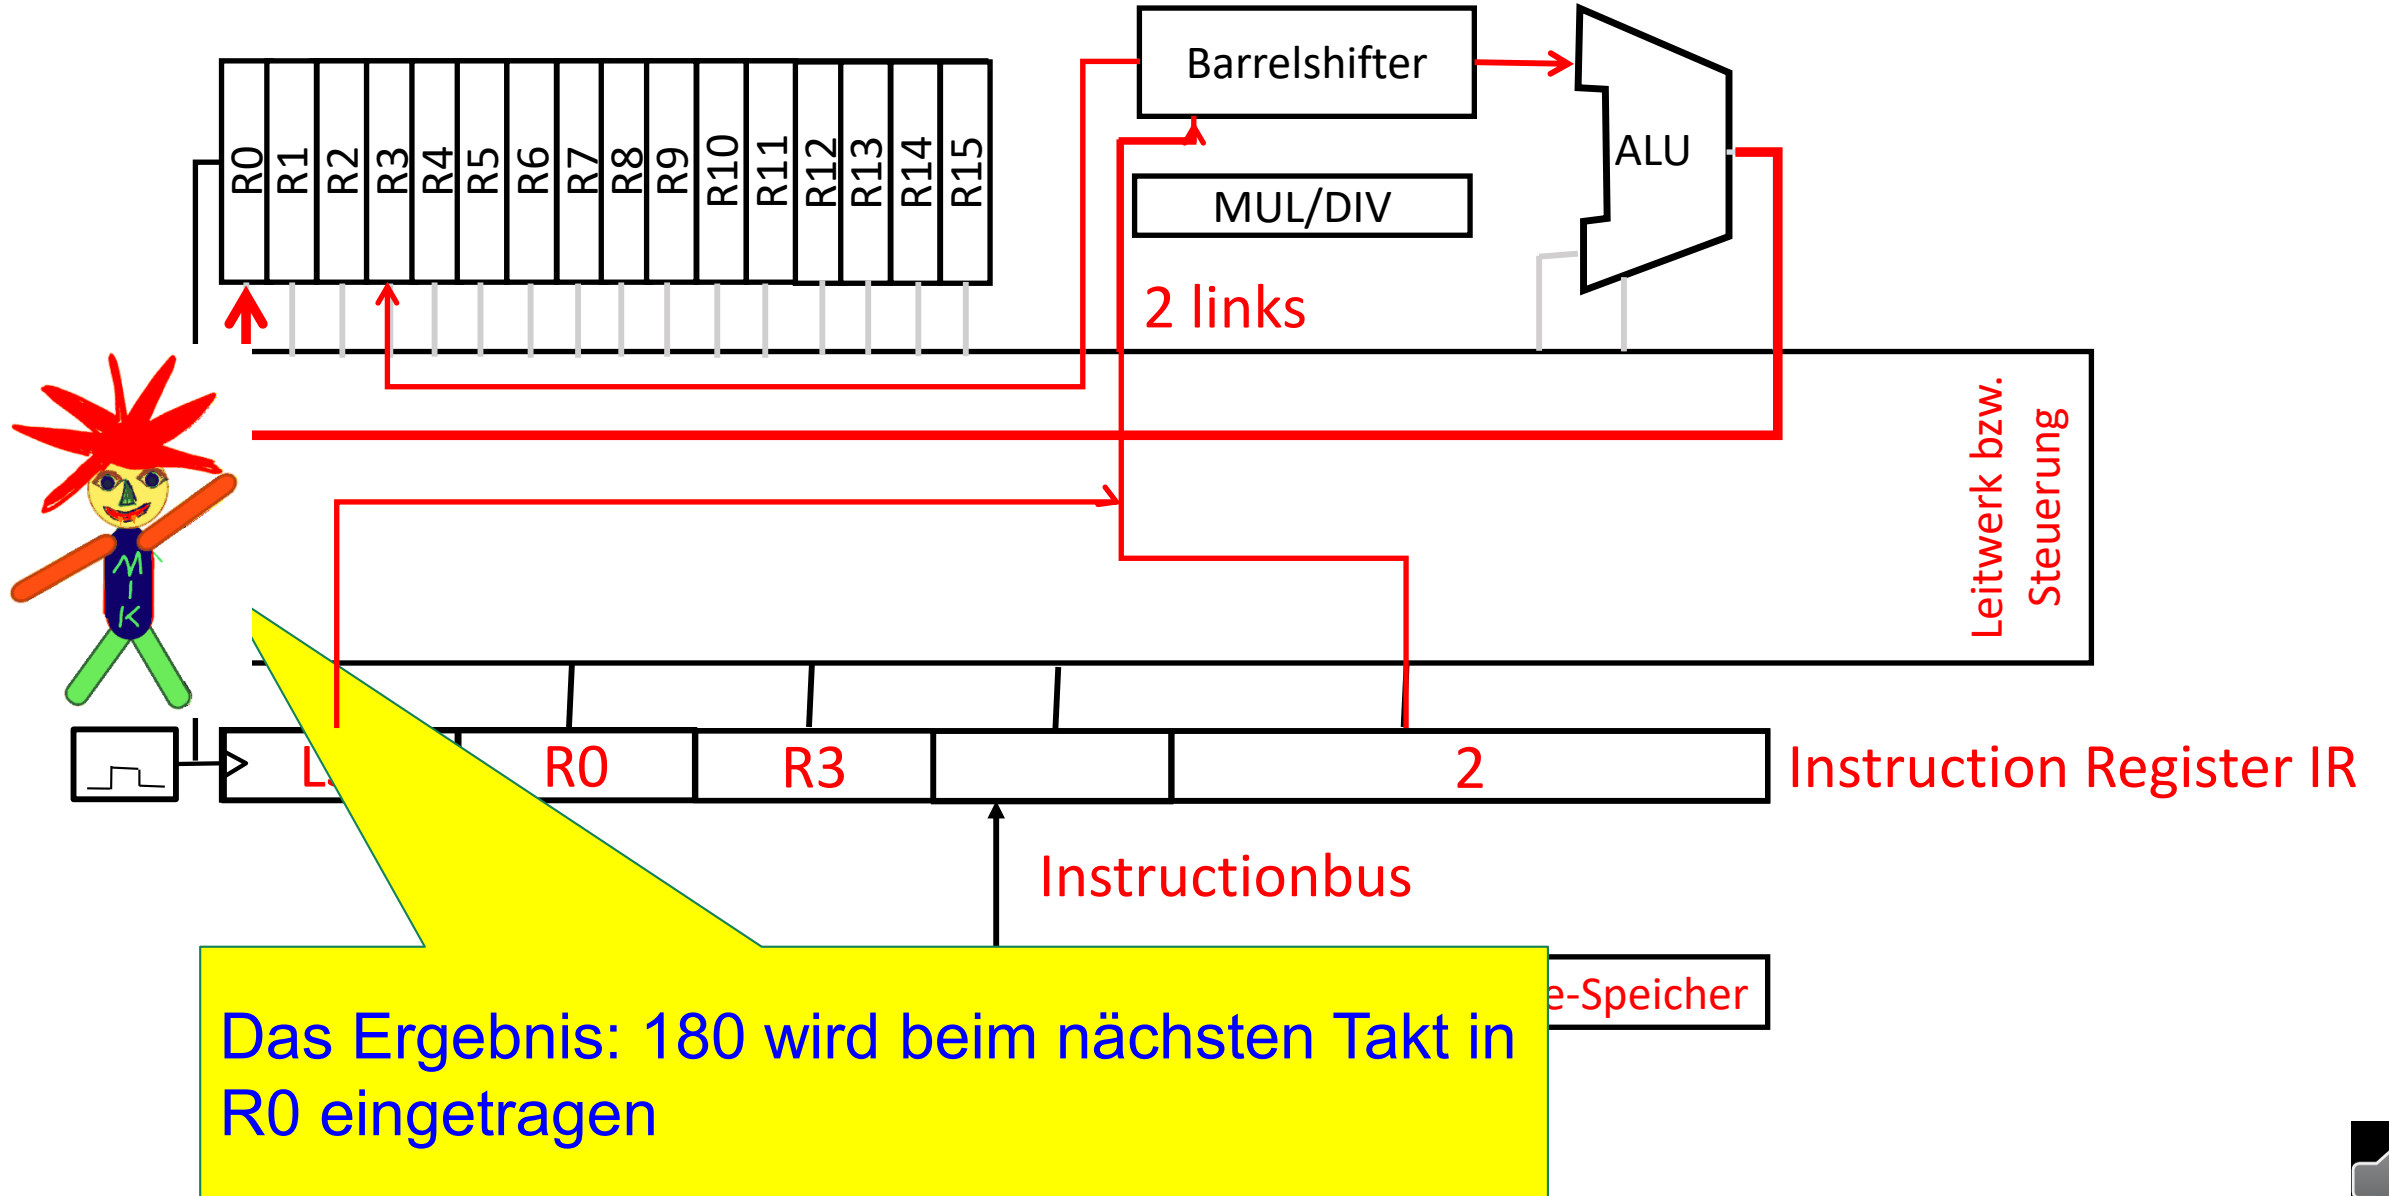 Barrelshifter
R0 R1 R2 R3 R4 R5 R6 R7 R8 R9 R10 R11 R12 R13 R14 R15
ALU
MUL/DIV
2 links
Leitwerk bzw.
Steuerung
MIK
R0 R3 2 Instruction Register IR
Instructionbus
e-Speicher
Das Ergebnis: 180 wird beim nächsten Takt in
R0 eingetragen